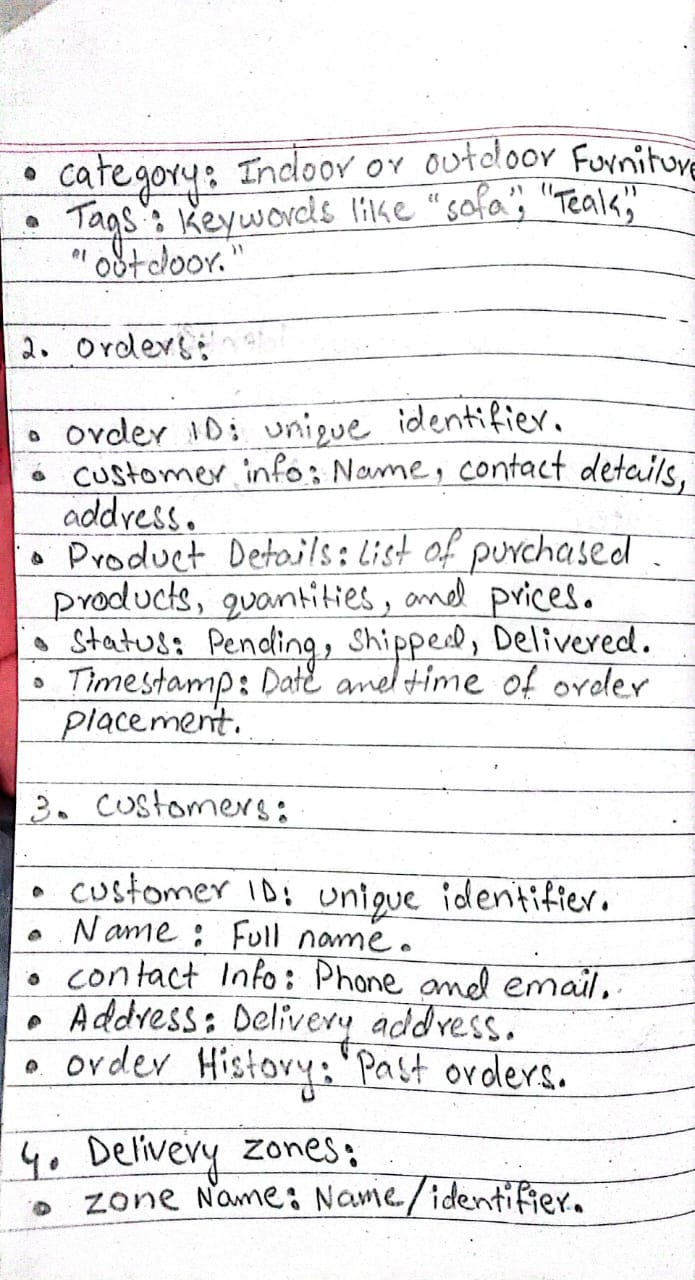 • category: Indoor or outdoor Furniture
• Tags: Keywords like "sofa", "Teak",
"outdoor."
2. orders:
• order ID: unique identifier.
• customer info: Name, contact details,
address.
• Product Details: List of purchased
products, quantities, and prices.
• Status: Pending, Shipped, Delivered.
• Timestamp: Date and time of order
placement.
3. customers:
• customer ID: unique identifier.
• Name: Full name.
• contact Info: Phone and email.
• Address: Delivery address.
• order History: Past orders.
4. Delivery zones:
• zone Name: Name/identifier.